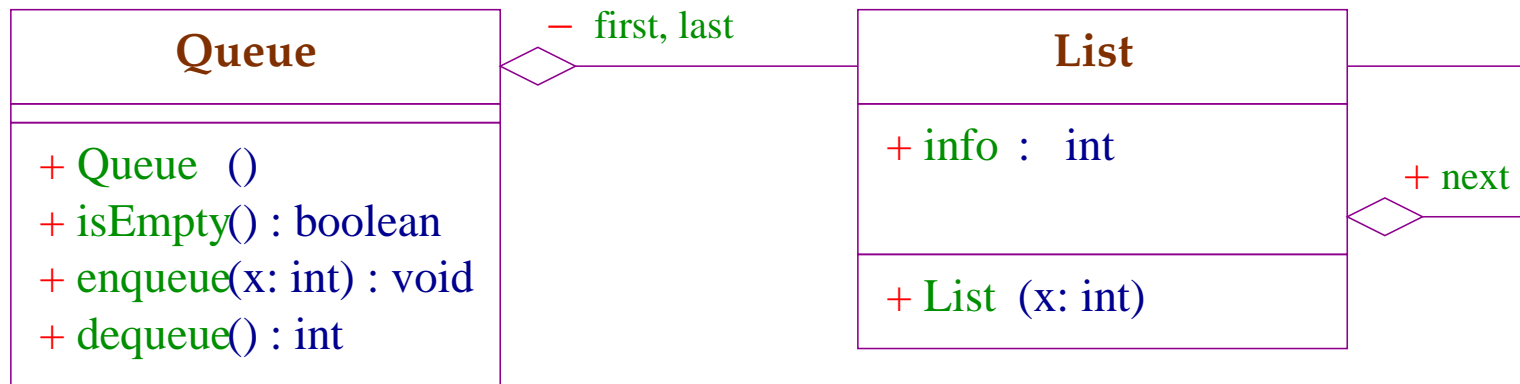 Queue
+ Queue ()
+ isEmpty() : boolean
+ enqueue(x: int) : void
+ dequeue() : int
– first, last
List
+ info : int
+ List (x: int)
+ next